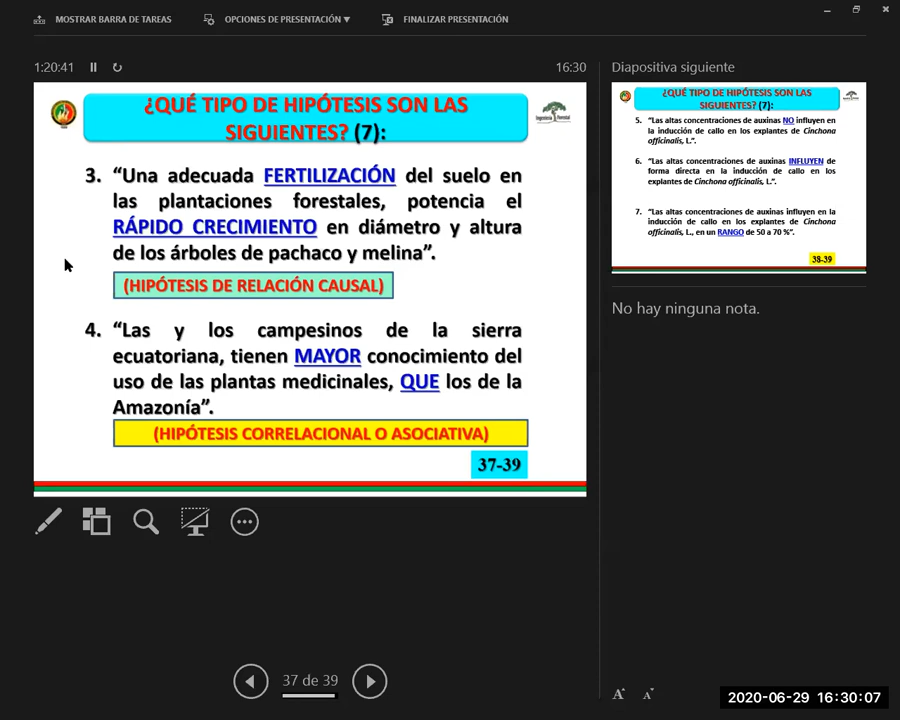 MOSTRAR BARRA DE TAREAS
OPCIONES DE PRESENTACIÓN ▼
FINALIZAR PRESENTACIÓN
1:20:41
16:30
¿QUÉ TIPO DE HIPÓTESIS SON LAS
SIGUIENTES? (7):
Ingeniería Forestal
3. “Una adecuada FERTILIZACIÓN del suelo en
las plantaciones forestales, potencia el
RÁPIDO CRECIMIENTO en diámetro y altura
de los árboles de pachaco y melina”.
(HIPÓTESIS DE RELACIÓN CAUSAL)
4. “Las y los campesinos de la sierra
ecuatoriana, tienen MAYOR conocimiento del
uso de las plantas medicinales, QUE los de la
Amazonía”.
(HIPÓTESIS CORRELACIONAL O ASOCIATIVA)
37-39
Diapositiva siguiente
¿QUÉ TIPO DE HIPÓTESIS SON LAS
SIGUIENTES? (7):
5. “Las altas concentraciones de auxinas NO influyen en
la inducción de callo en los explantes de Cinchona
officinalis, L.”.
6. “Las altas concentraciones de auxinas INFLUYEN de
forma directa en la inducción de callo en los
explantes de Cinchona officinalis, L.”.
7. “Las altas concentraciones de auxinas influyen en la
inducción de callo en los explantes de Cinchona
officinalis, L., en un RANGO de 50 a 70 %”.
38-39
No hay ninguna nota.
37 de 39
A A
2020-06-29 16:30:07